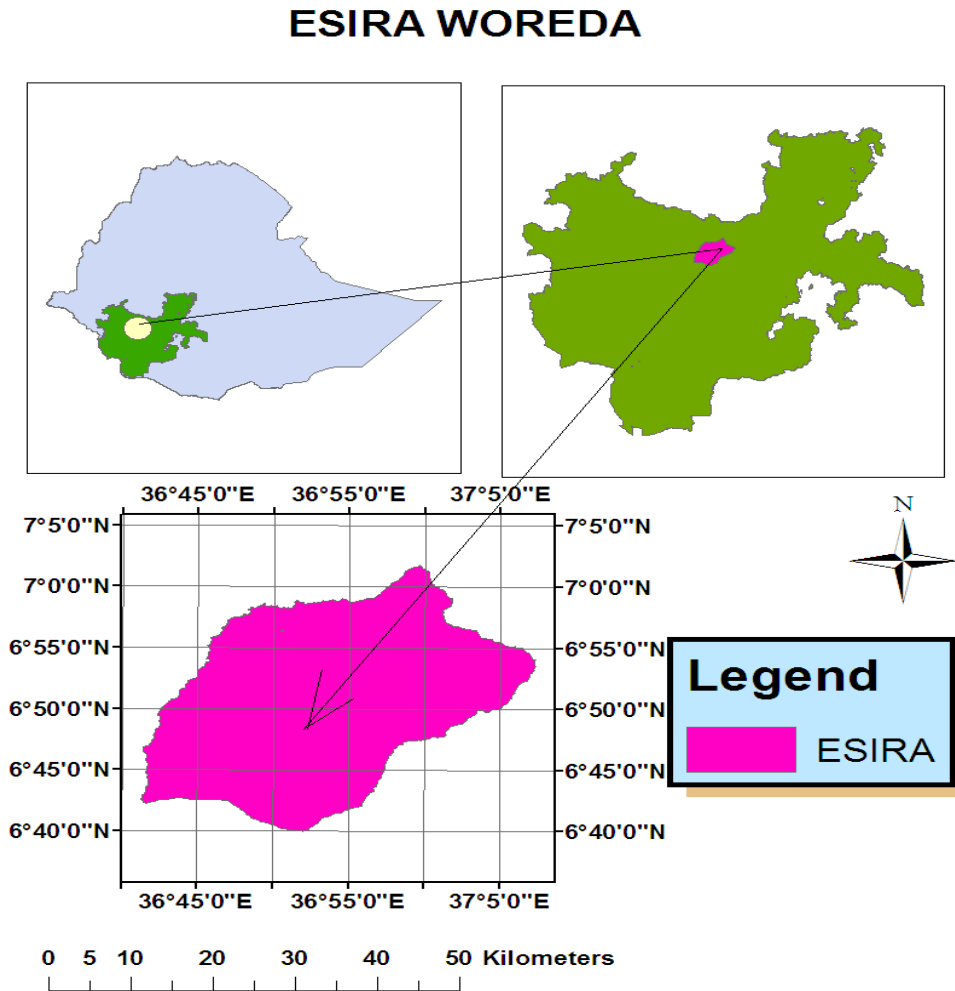 ESIRA WOREDA
36°45'0"E 36°55'0"E 37°5'0"E
N
7°5'0"N 7°5'0"N
7°0'0"N 7°0'0"N
6°55'0"N 6°55'0"N
Legend
6°50'0"N 6°50'0"N
ESIRA
6°45'0"N 6°45'0"N
6°40'0"N 6°40'0"N
36°45'0"E 36°55'0"E 37°5'0"E
0 5 10 20 30 40 50 Kilometers